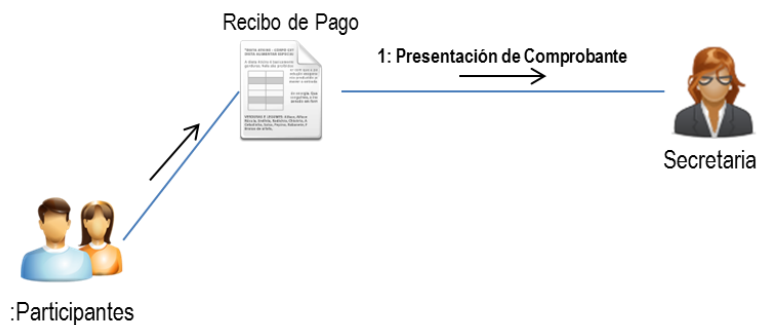 Recibo de Pago
1: Presentación de Comprobante
Secretaria
:Participantes